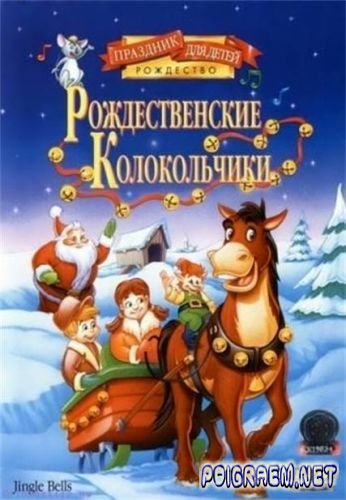 ПРАЗДНИК ДЛЯ ДЕТЕЙ
РОЖДЕСТВО
РОЖДЕСТВЕНСКИЕ
КОЛОКОЛЬЧИКИ
Jingle Bells
POIGRAEM.NET